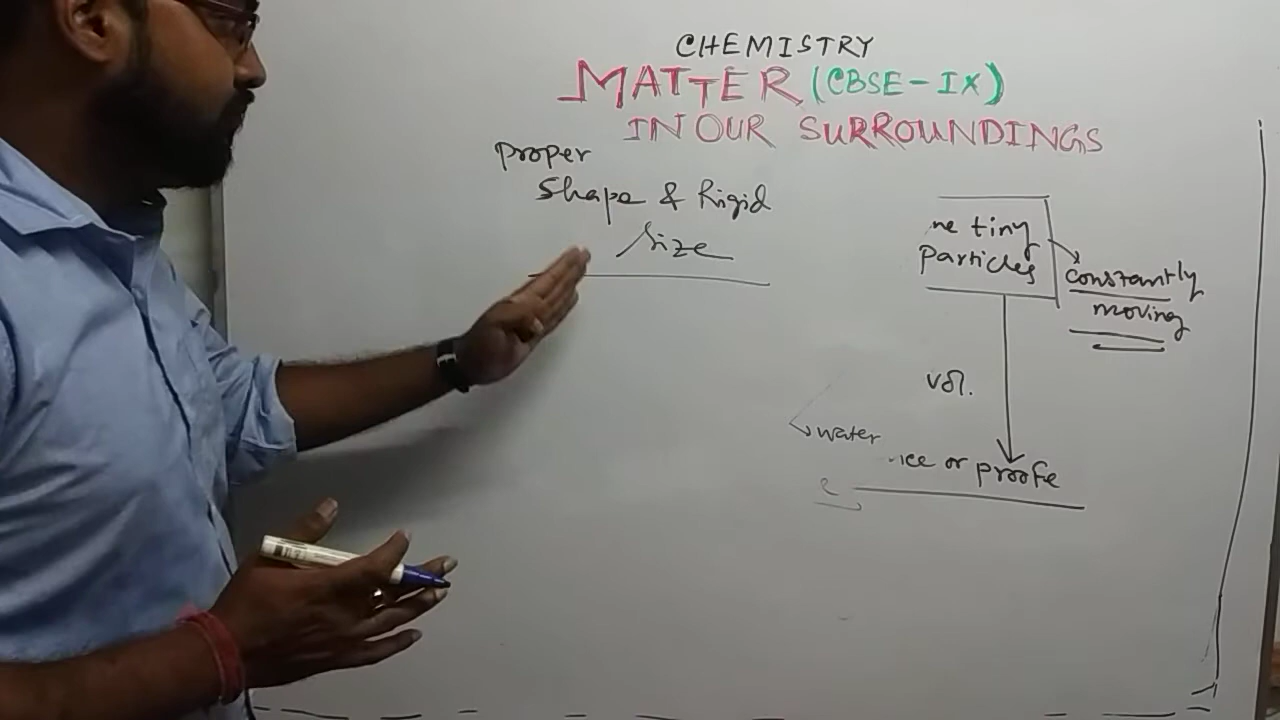 CHEMISTRY
MATTER (CBSE-IX)
IN OUR SURROUNDINGS
proper
Shape & Rigid
Size
ne tiny
particles
constantly
moving
vol.
water
ice or proofe